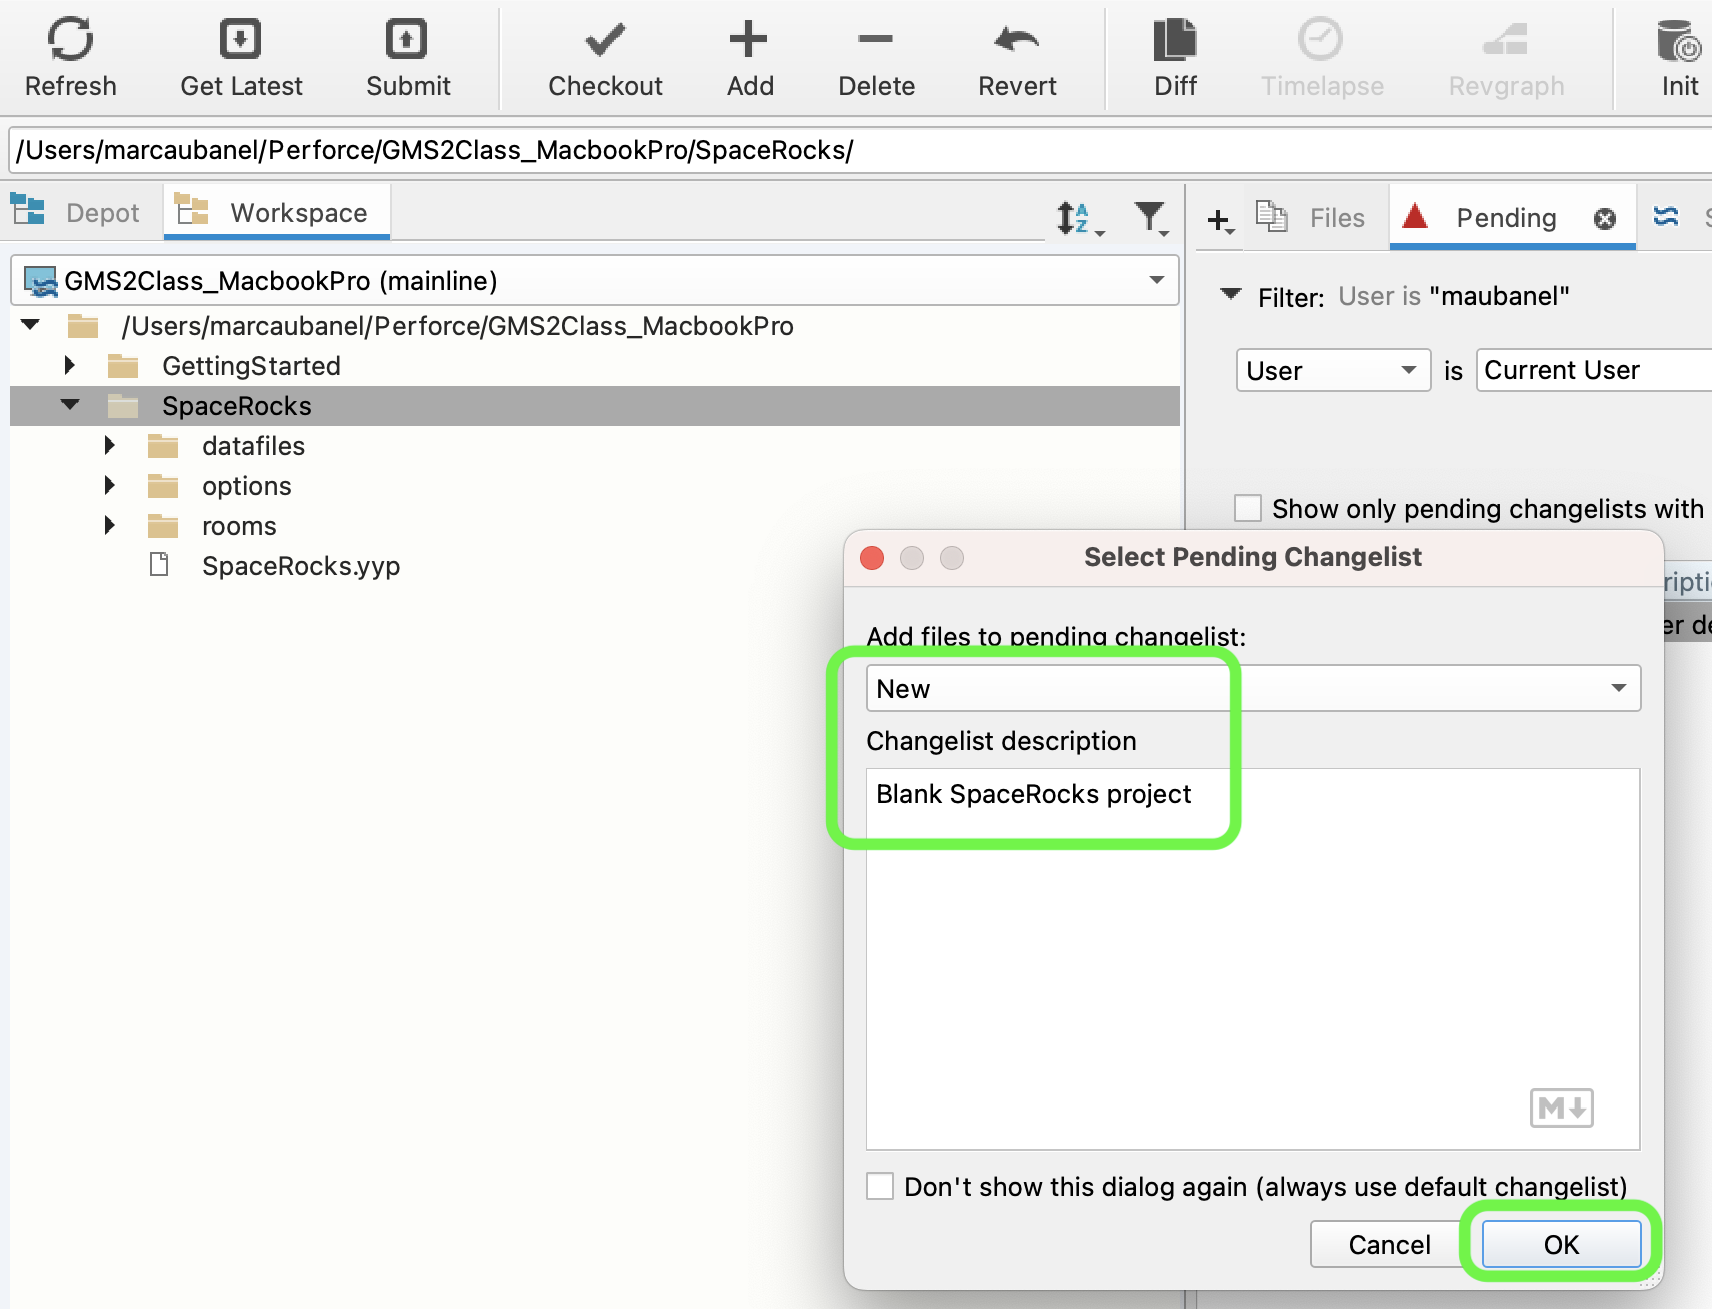 Refresh Get Latest Submit Checkout Add Delete Revert Diff Timelapse Revgraph Init
/Users/marcaubanel/Perforce/GMS2Class_MacbookPro/SpaceRocks/
Depot Workspace Files Pending
GMS2Class_MacbookPro (mainline)
/Users/marcaubanel/Perforce/GMS2Class_MacbookPro
GettingStarted
SpaceRocks
datafiles
options
rooms
SpaceRocks.yyp
Filter: User is "maubanel"
User is Current User
Show only pending changelists with
Select Pending Changelist
Add files to pending changelist:
New
Changelist description
Blank SpaceRocks project
M
Don't show this dialog again (always use default changelist)
Cancel OK